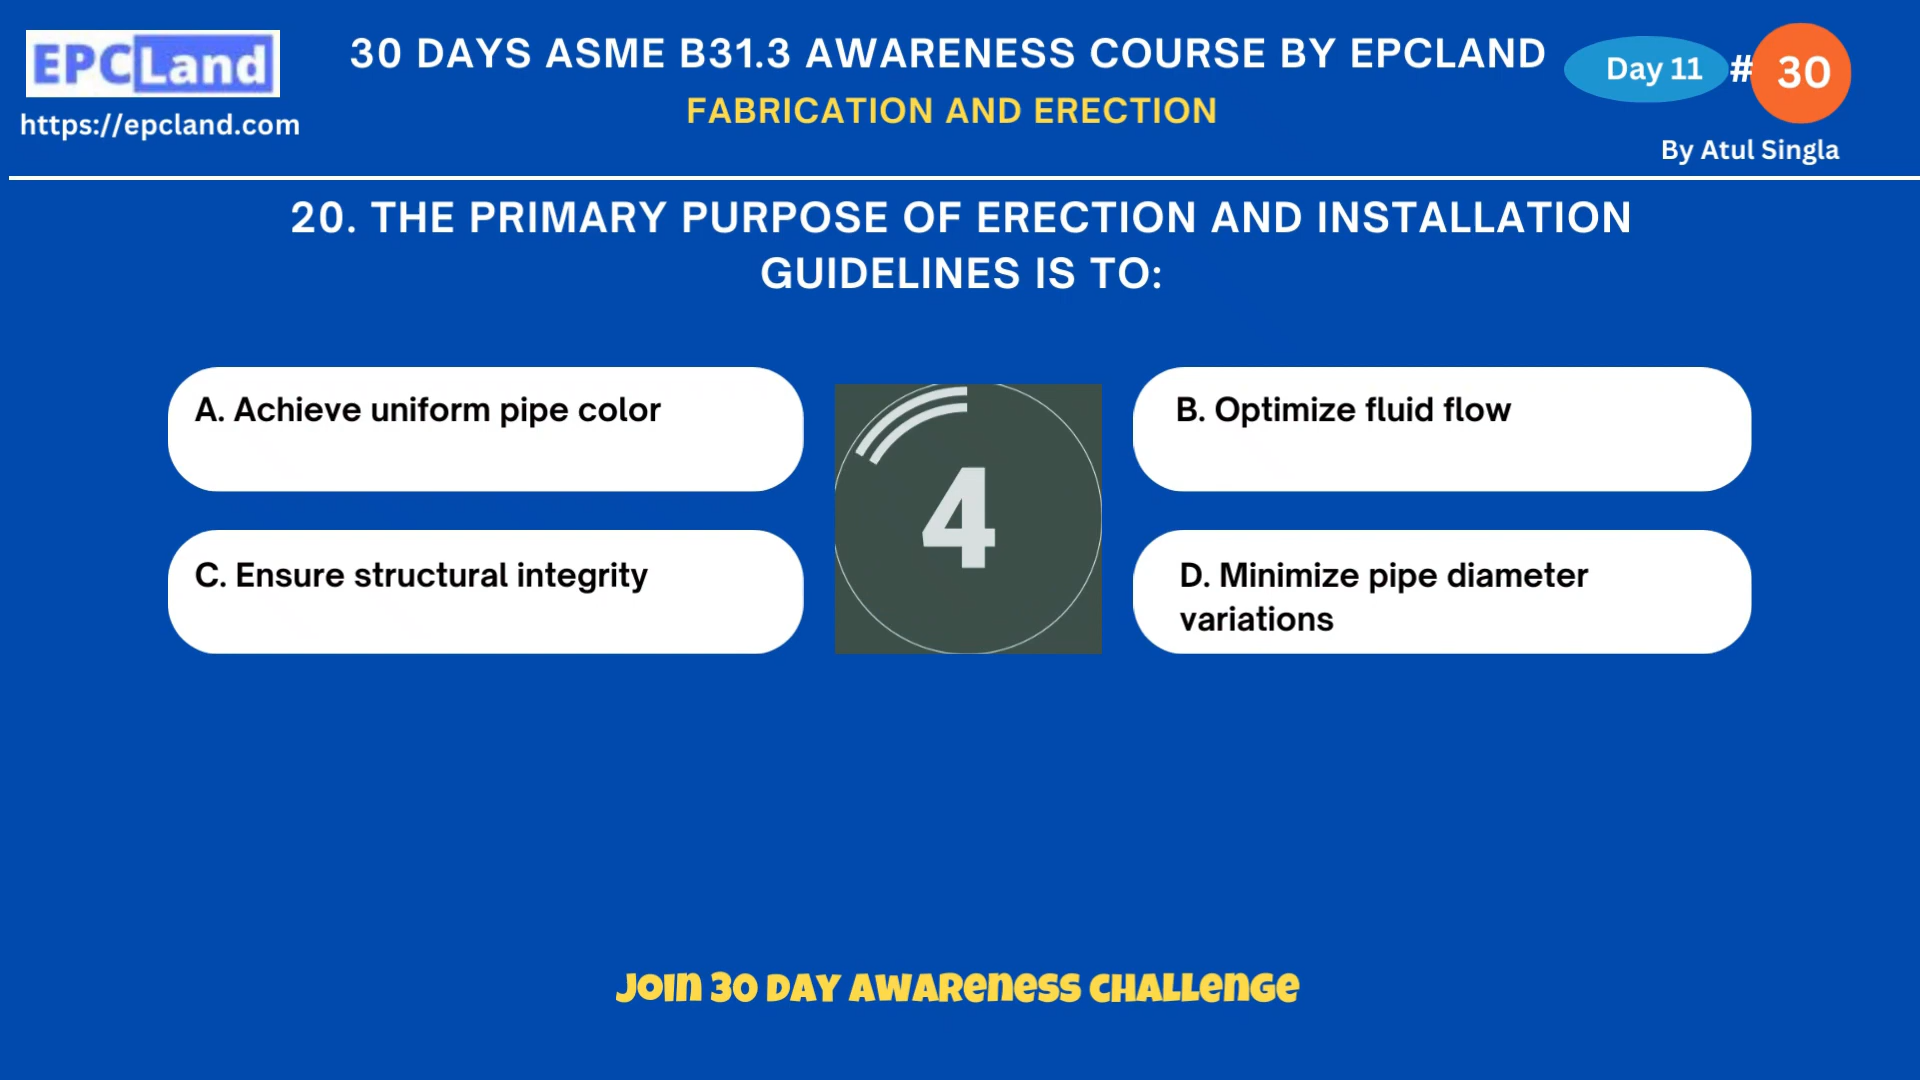 EPCLand
https://epcland.com
30 DAYS ASME B31.3 AWARENESS COURSE BY EPCLAND
FABRICATION AND ERECTION
Day 11 # 30
By Atul Singla
20. THE PRIMARY PURPOSE OF ERECTION AND INSTALLATION
GUIDELINES IS TO:
A. Achieve uniform pipe color
B. Optimize fluid flow
4
C. Ensure structural integrity
D. Minimize pipe diameter
variations
Join 30 Day Awareness Challenge